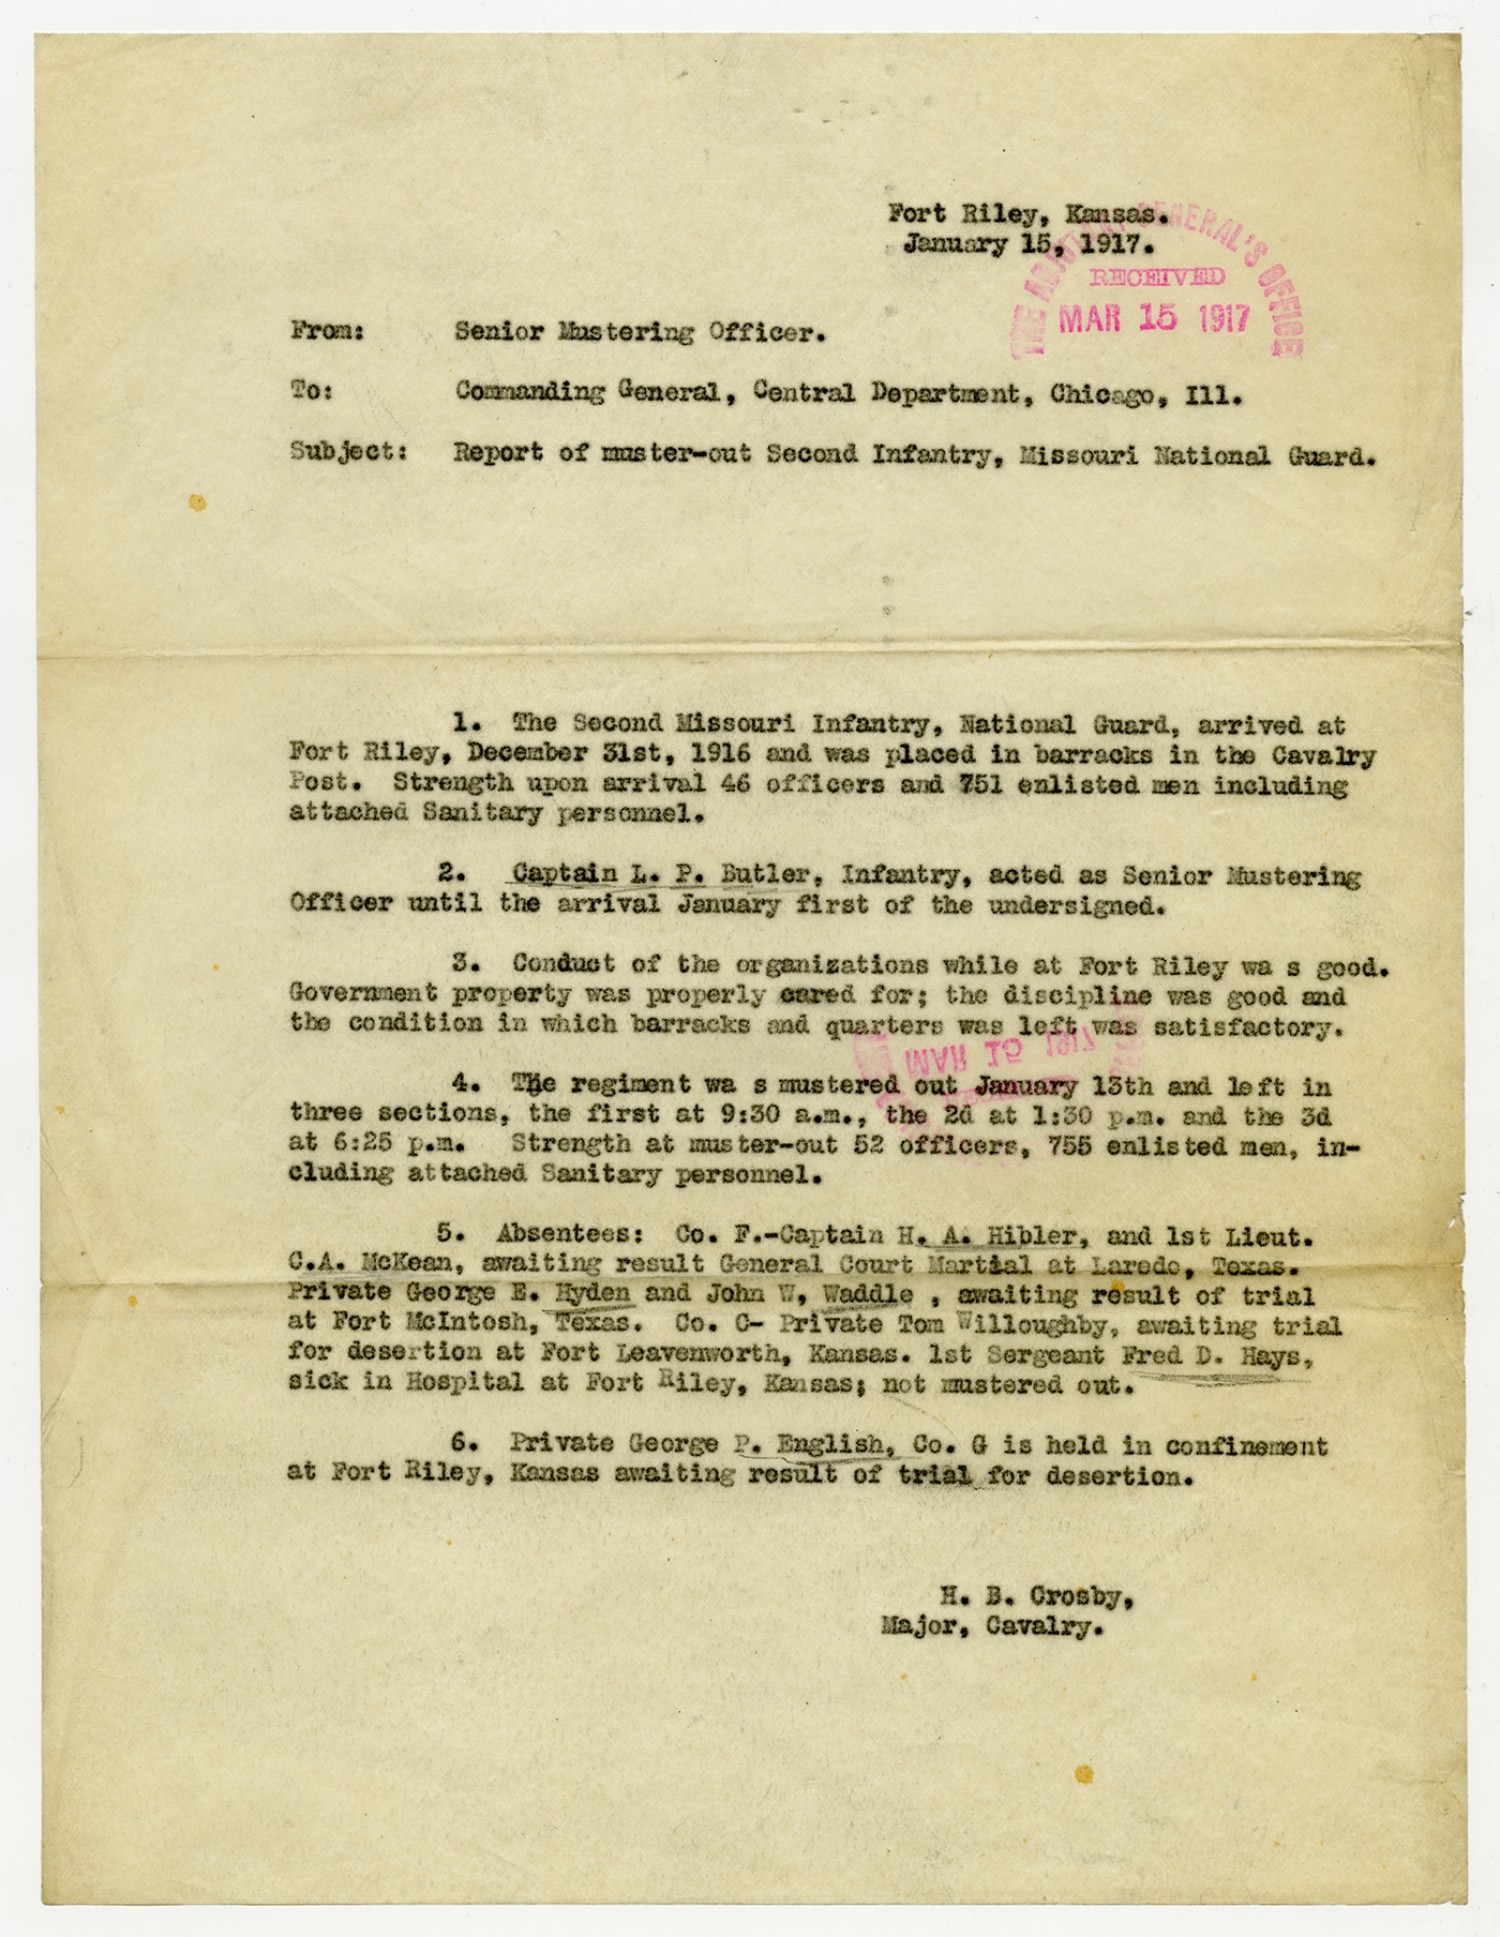 Fort Riley, Kansas.
January 15, 1917.
THE ADJUTANT GENERAL'S OFFICE
RECEIVED
MAR 15 1917
From: Senior Mustering Officer.
To: Commanding General, Central Department, Chicago, Ill.
Subject: Report of muster-out Second Infantry, Missouri National Guard.
1. The Second Missouri Infantry, National Guard, arrived at
Fort Riley, December 31st, 1916 and was placed in barracks in the Cavalry
Post. Strength upon arrival 46 officers and 751 enlisted men including
attached Sanitary personnel.
2. Captain L. P. Butler, Infantry, acted as Senior Mustering
Officer until the arrival January first of the undersigned.
3. Conduct of the organizations while at Fort Riley wa s good.
Government property was properly cared for; the discipline was good and
the condition in which barracks and quarters was left was satisfactory.
MAR 15 1917
4. The regiment wa s mustered out January 13th and left in
three sections, the first at 9:30 a.m., the 2d at 1:30 p.m. and the 3d
at 6:25 p.m. Strength at muster-out 52 officers, 755 enlisted men, in-
cluding attached Sanitary personnel.
5. Absentees: Co. F.-Captain H. A. Hibler, and 1st Lieut.
C.A. McKean, awaiting result General Court Martial at Laredo, Texas.
Private George E. Hyden and John W, Waddle , awaiting result of trial
at Fort McIntosh, Texas. Co. C- Private Tom Willoughby, awaiting trial
for desertion at Fort Leavenworth, Kansas. 1st Sergeant Fred D. Hays,
sick in Hospital at Fort Riley, Kansas; not mustered out.
6. Private George P. English, Co. G is held in confinement
at Fort Riley, Kansas awaiting result of trial for desertion.
H. B. Crosby,
Major, Cavalry.